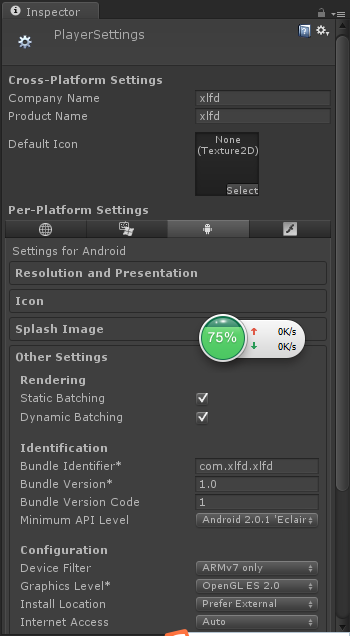 Inspector
PlayerSettings
Cross-Platform Settings
Company Name xlfd
Product Name xlfd
Default Icon
None
(Texture2D)
Select
Per-Platform Settings
Settings for Android
Resolution and Presentation
Icon
Splash Image
75% 0K/s
0K/s
Other Settings
Rendering
Static Batching
Dynamic Batching
Identification
Bundle Identifier* com.xlfd.xlfd
Bundle Version* 1.0
Bundle Version Code 1
Minimum API Level Android 2.0.1 'Eclair
Configuration
Device Filter ARMv7 only
Graphics Level* OpenGL ES 2.0
Install Location Prefer External
Internet Access Auto